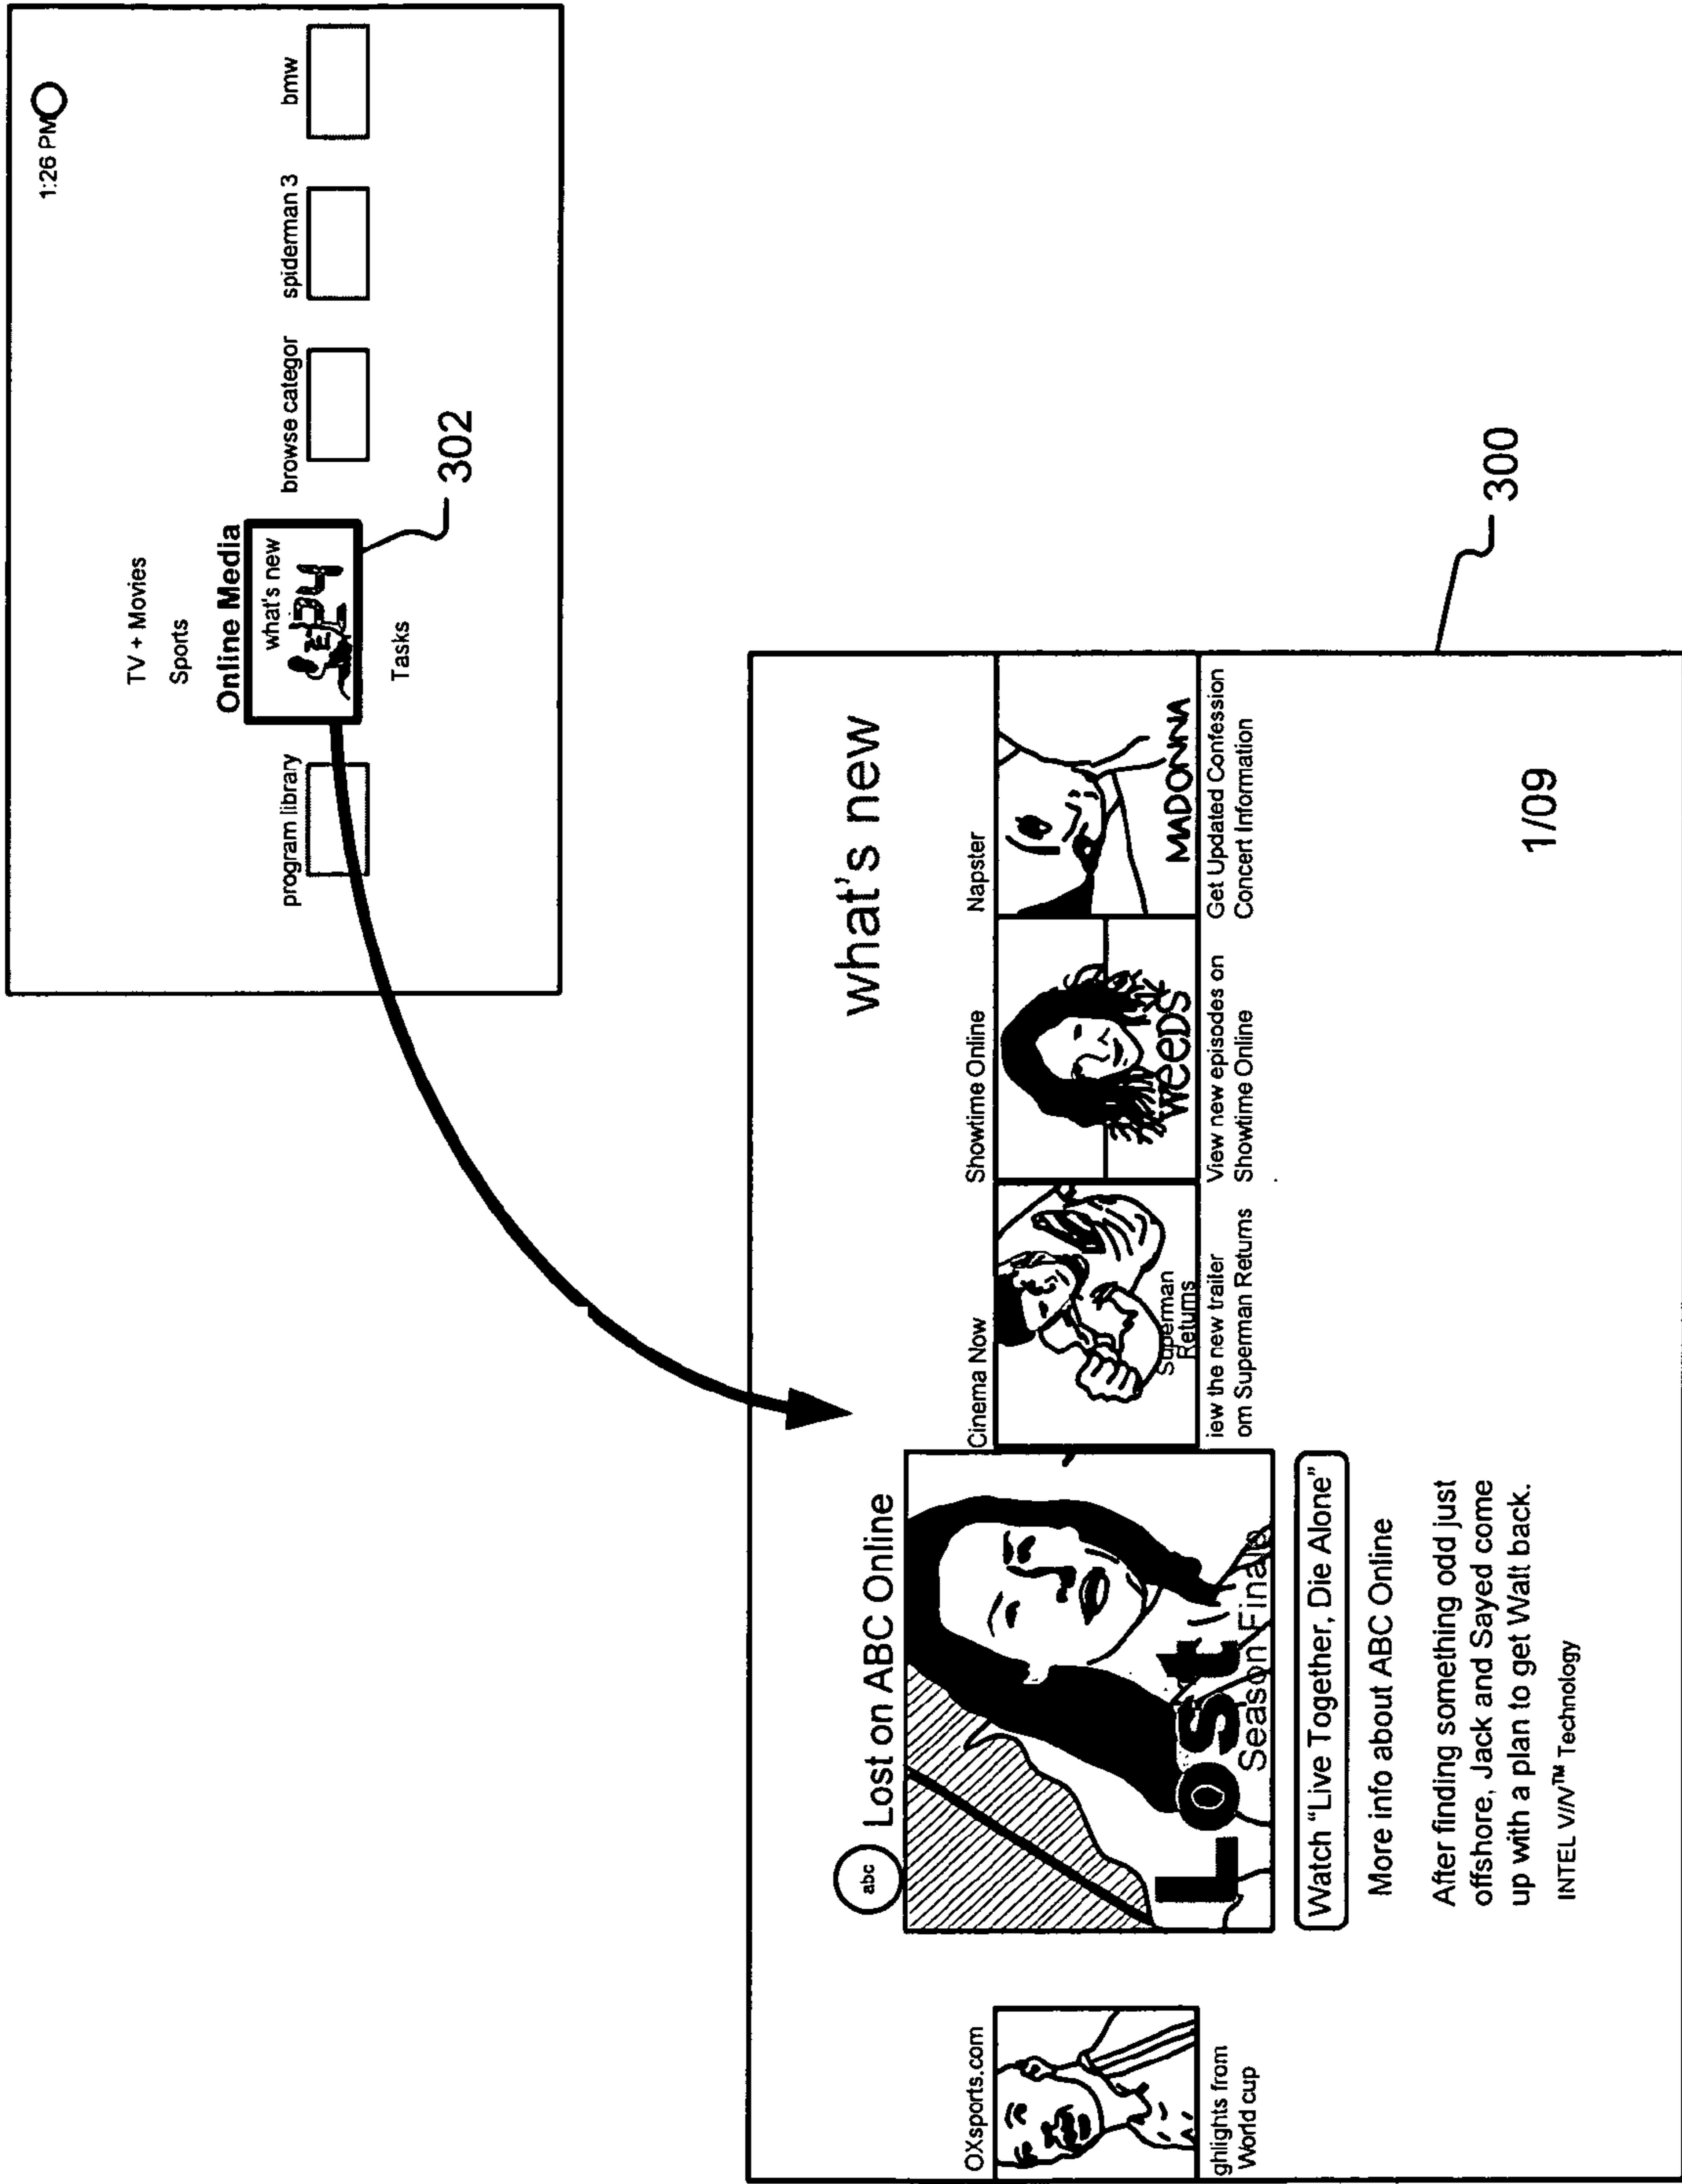 1:26 PM
TV + Movies
Sports
Online Media
program library
what's new
browse categor
spiderman 3
bmw
Tasks
302
what's new
abc
Lost on ABC Online
OXsports.com
Cinema Now
Showtime Online
Napster
Lost
Season Finale
Superman
Returns
WeeDS
MADONNA
ghlights from
World cup
iew the new trailer
om Superman Returns
View new episodes on
Showtime Online
Get Updated Confession
Concert Information
Watch "Live Together, Die Alone"
More info about ABC Online
After finding something odd just
offshore, Jack and Sayed come
up with a plan to get Walt back.
INTEL VIIV™ Technology
1/09
300